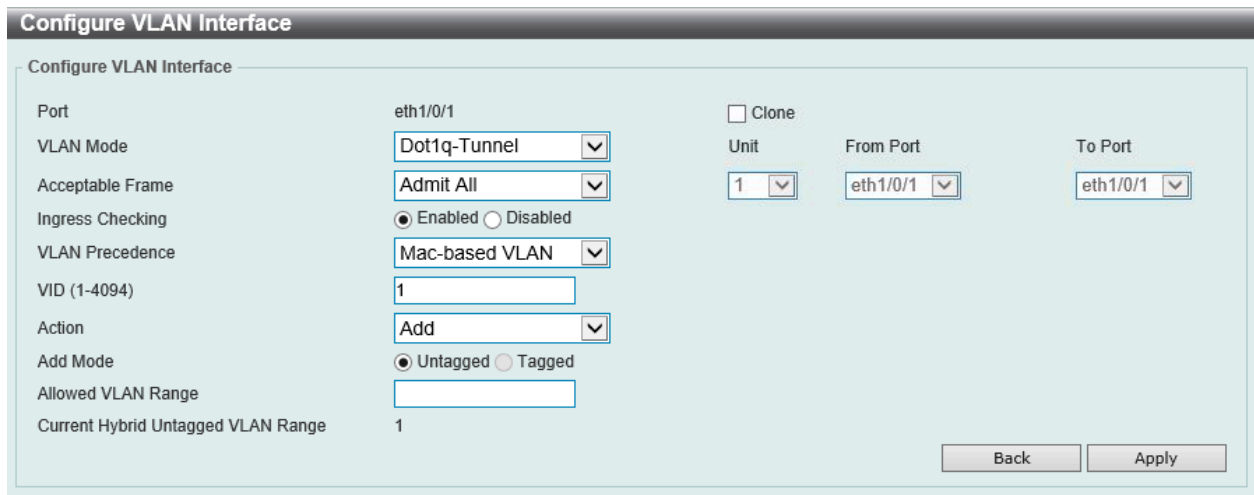 Configure VLAN Interface
Configure VLAN Interface
Port eth1/0/1 Clone
VLAN Mode Dot1q-Tunnel Unit From Port To Port
Acceptable Frame Admit All 1 eth1/0/1 eth1/0/1
Ingress Checking Enabled Disabled
VLAN Precedence Mac-based VLAN
VID (1-4094) 1
Action Add
Add Mode Untagged Tagged
Allowed VLAN Range
Current Hybrid Untagged VLAN Range 1
Back Apply